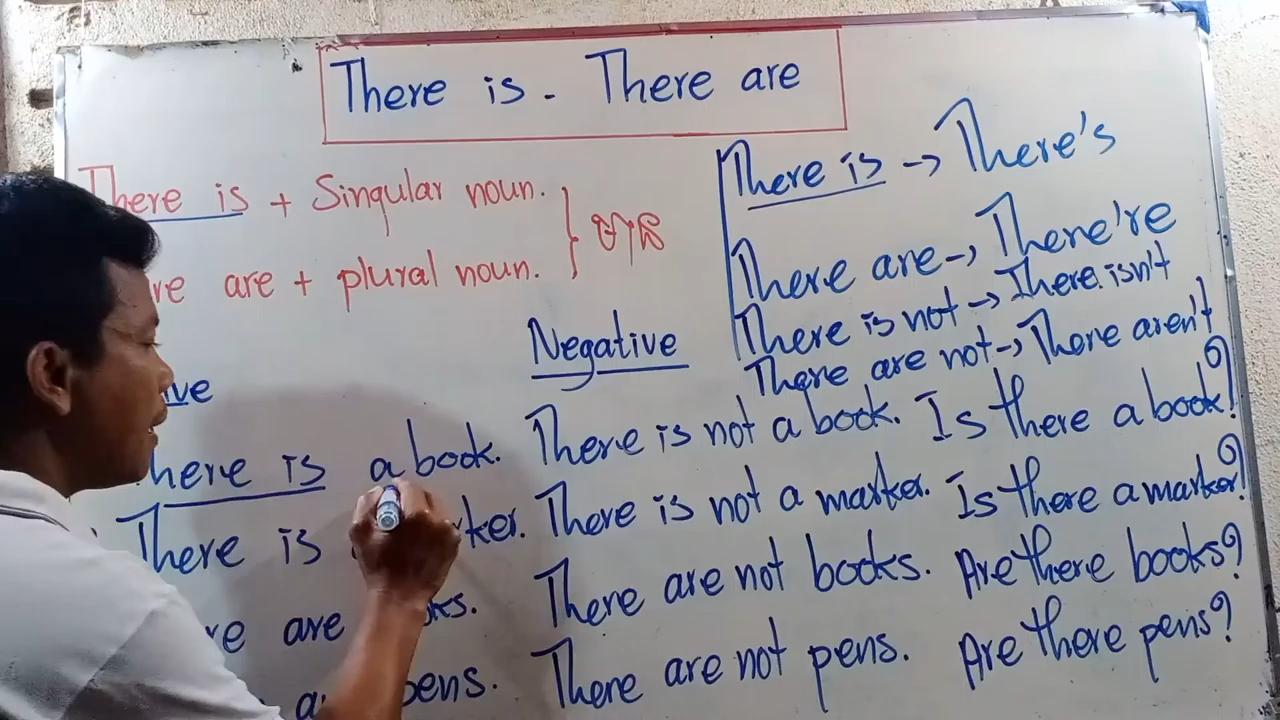 There is - There are
There is + Singular noun.
are + plural noun.
} មាន
There is → There's
There are → There're
There is not → There isn't
There are not → There aren't
Negative
There is a book. There is not a book. Is there a book?
There is There is not a marker. Is there a marker?
are There are not books. Are there books?
pens. There are not pens. Are there pens?